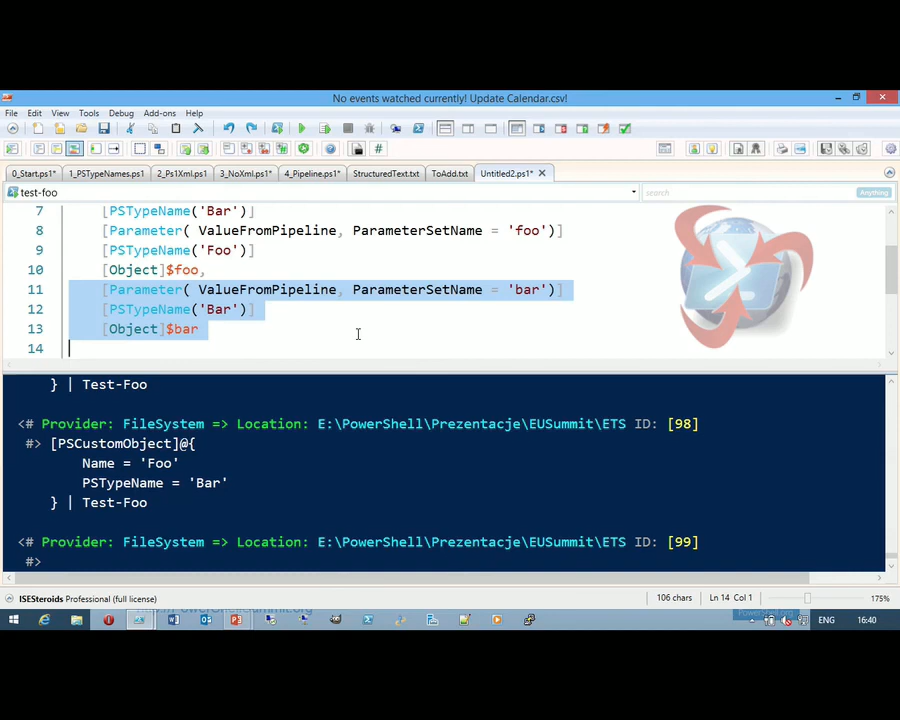 No events watched currently! Update Calendar.csv!
File Edit View Tools Debug Add-ons Help
0_Start.ps1* 1_PSTypeNames.ps1 2_Ps1Xml.ps1 3_NoXml.ps1* 4_Pipeline.ps1* StructuredText.txt ToAdd.txt Untitled2.ps1*
test-foo search Anything
7 [PSTypeName('Bar')]
8 [Parameter( ValueFromPipeline, ParameterSetName = 'foo')]
9 [PSTypeName('Foo')]
10 [Object]$foo,
11 [Parameter( ValueFromPipeline, ParameterSetName = 'bar')]
12 [PSTypeName('Bar')]
13 [Object]$bar
14
} | Test-Foo
<# Provider: FileSystem => Location: E:\PowerShell\Prezentacje\EUSummit\ETS ID: [98]
#> [PSCustomObject]@{
Name = 'Foo'
PSTypeName = 'Bar'
} | Test-Foo
<# Provider: FileSystem => Location: E:\PowerShell\Prezentacje\EUSummit\ETS ID: [99]
#>
ISESteroids Professional (full license) 106 chars Ln 14 Col 1 175%
ENG 16:40